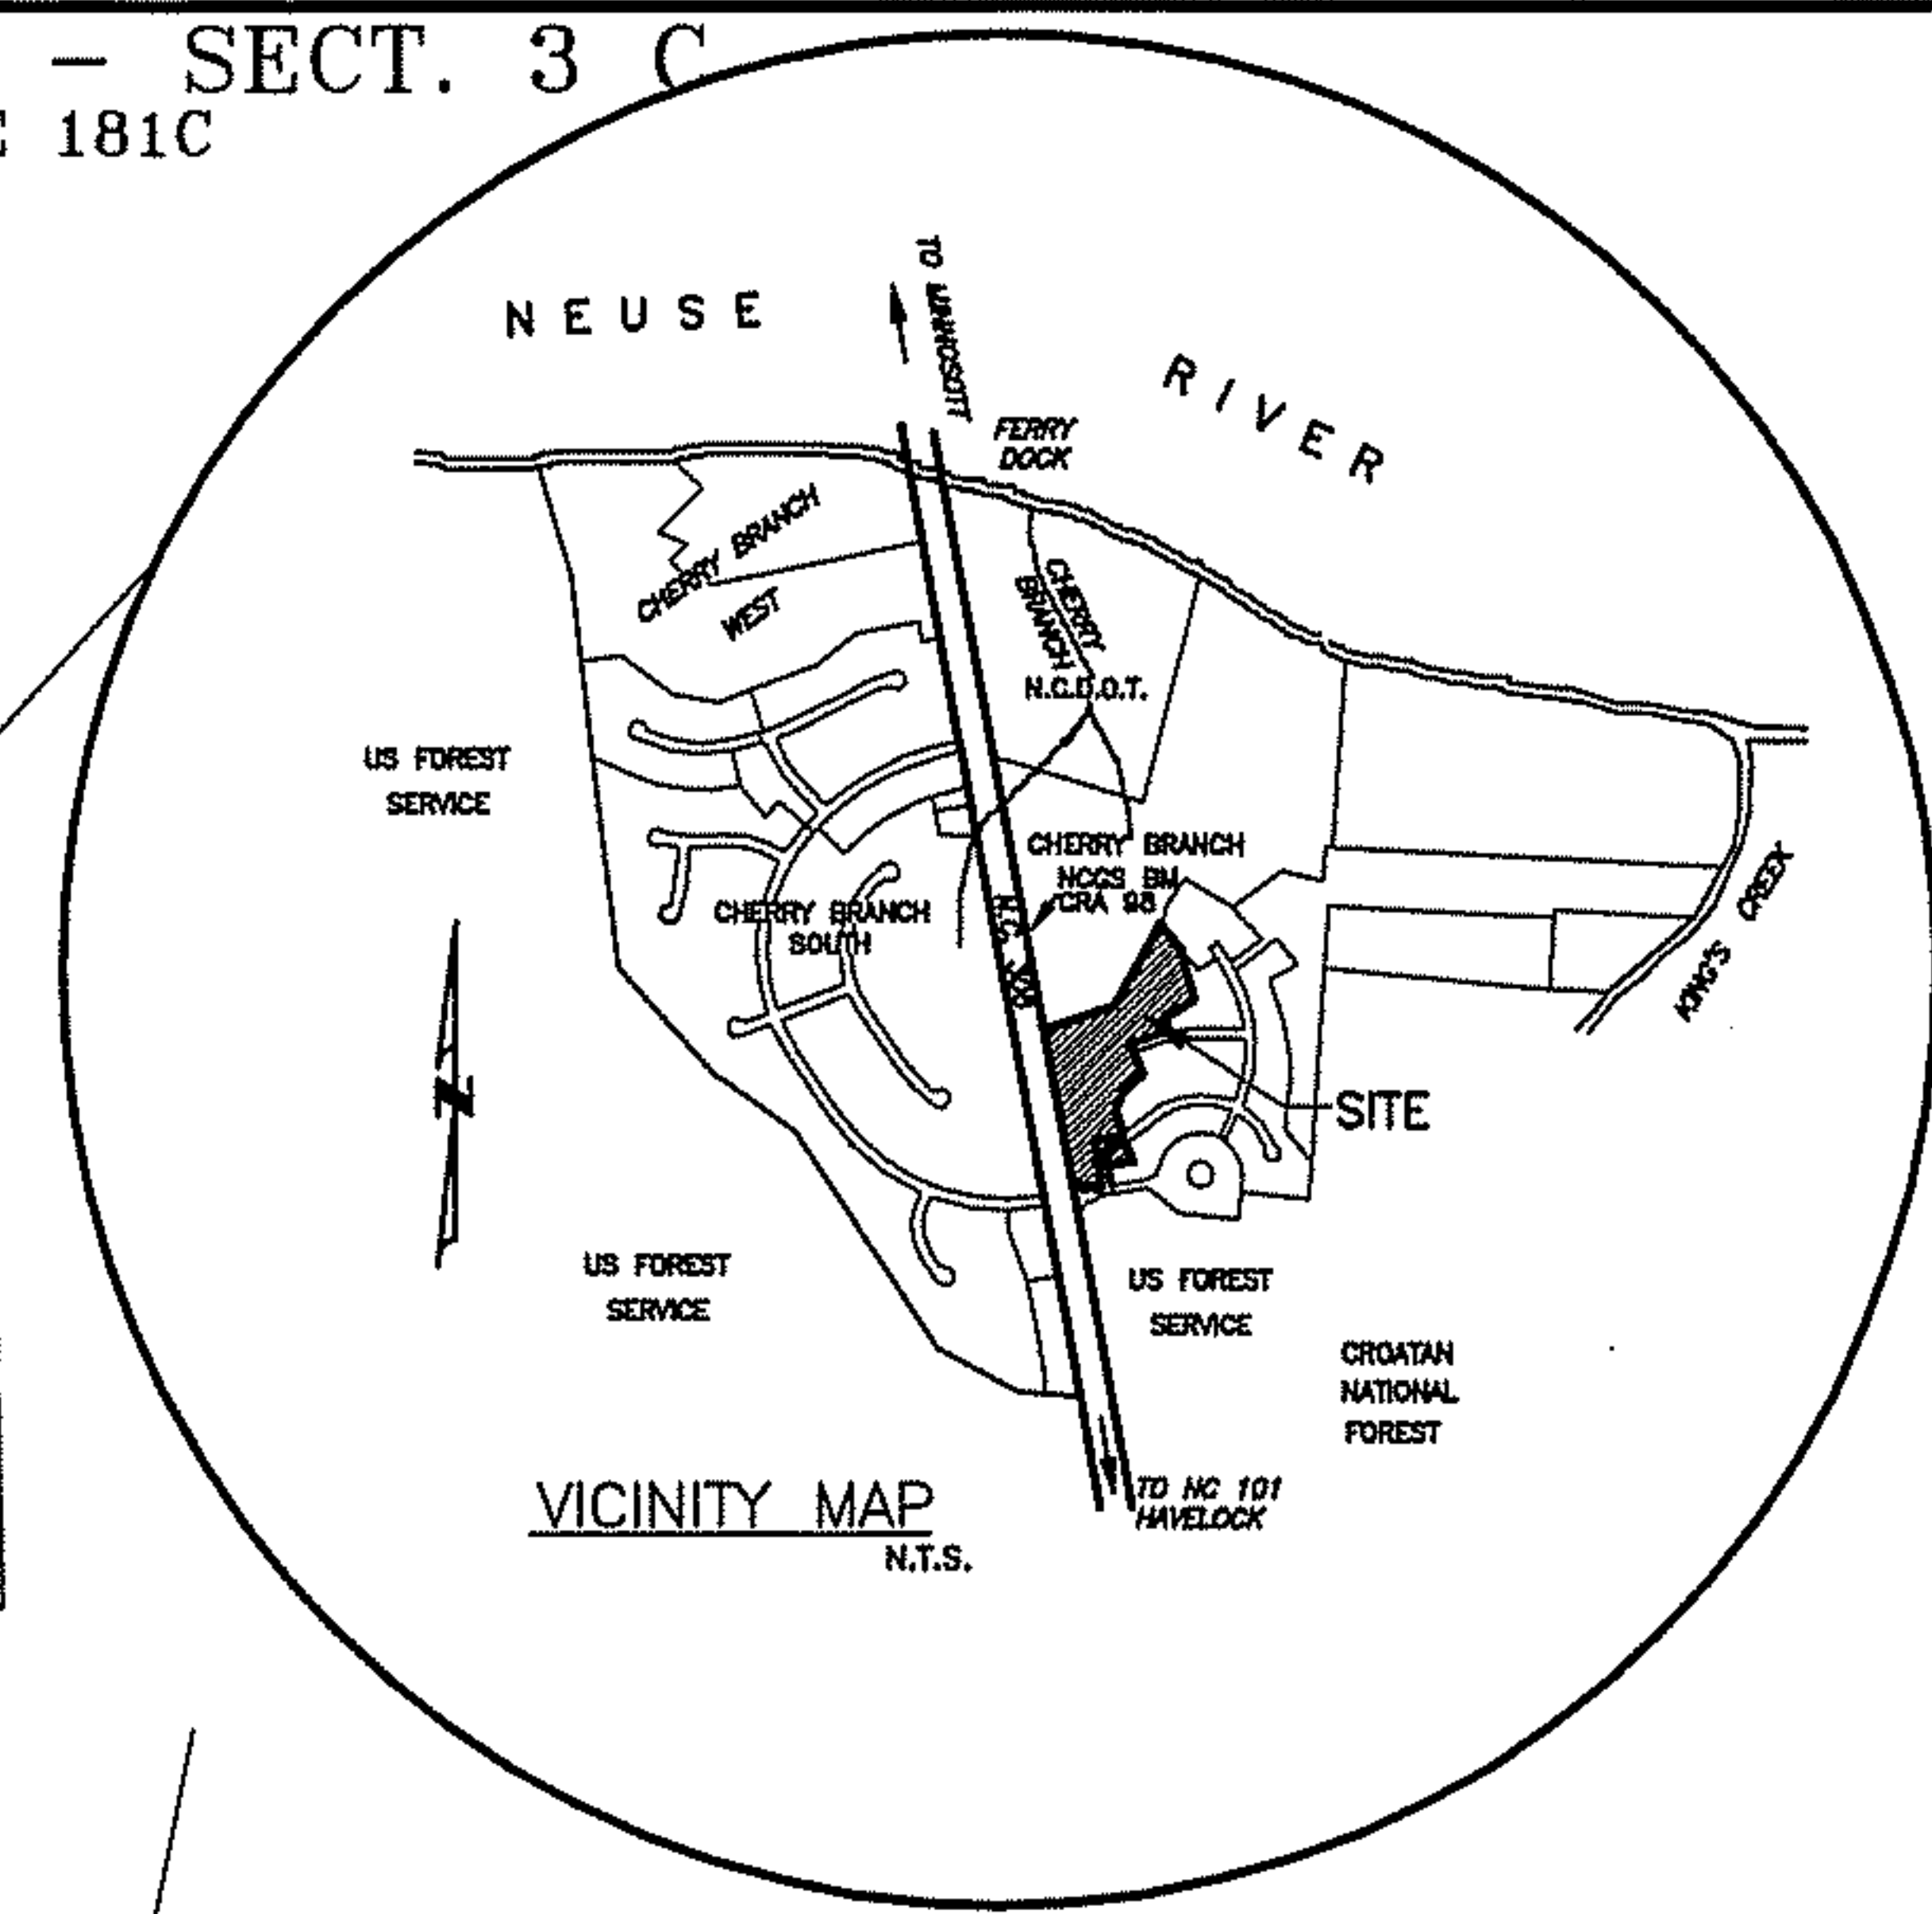 — SECT. 3 C
181C
NEUSE
RIVER
TO MINNESOTT
FERRY
DOCK
CHERRY BRANCH
WEST
CHERRY
BRANCH
N.C.D.O.T.
US FOREST
SERVICE
CHERRY BRANCH
NCGS BM
CHERRY BRANCH
SOUTH
KING'S CREEK
N
SITE
US FOREST
SERVICE
US FOREST
SERVICE
CROATAN
NATIONAL
FOREST
VICINITY MAP
N.T.S.
TO NC 101
HAVELOCK